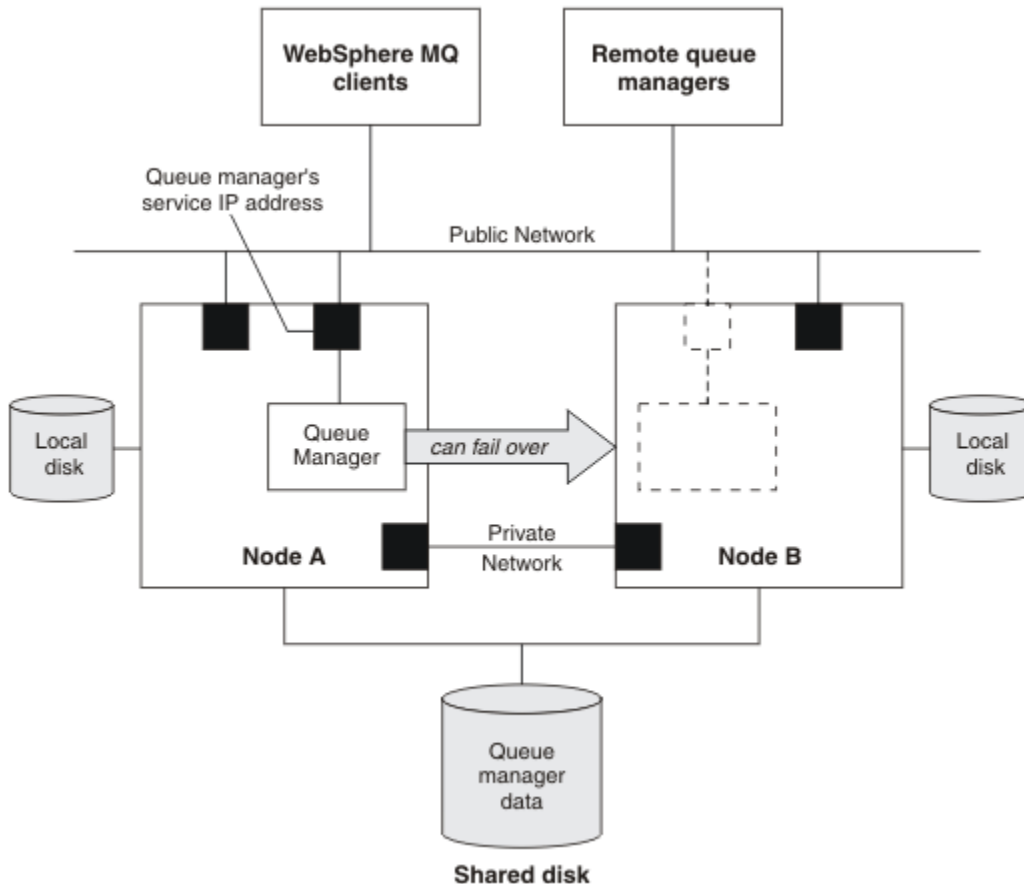 WebSphere MQ
clients
Remote queue
managers
Queue manager's
service IP address
Public Network
Local
disk
Queue
Manager
can fail over
Local
disk
Private
Network
Node A
Node B
Queue
manager
data
Shared disk